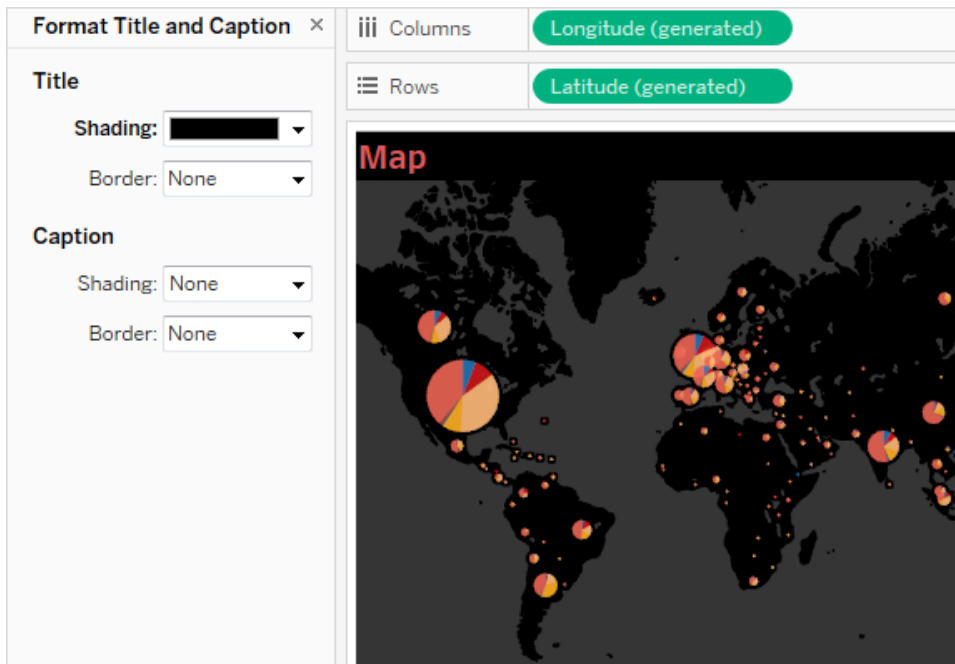 Format Title and Caption ×
Title
Shading:
Border: None
Caption
Shading: None
Border: None
Columns Longitude (generated)
Rows Latitude (generated)
Map